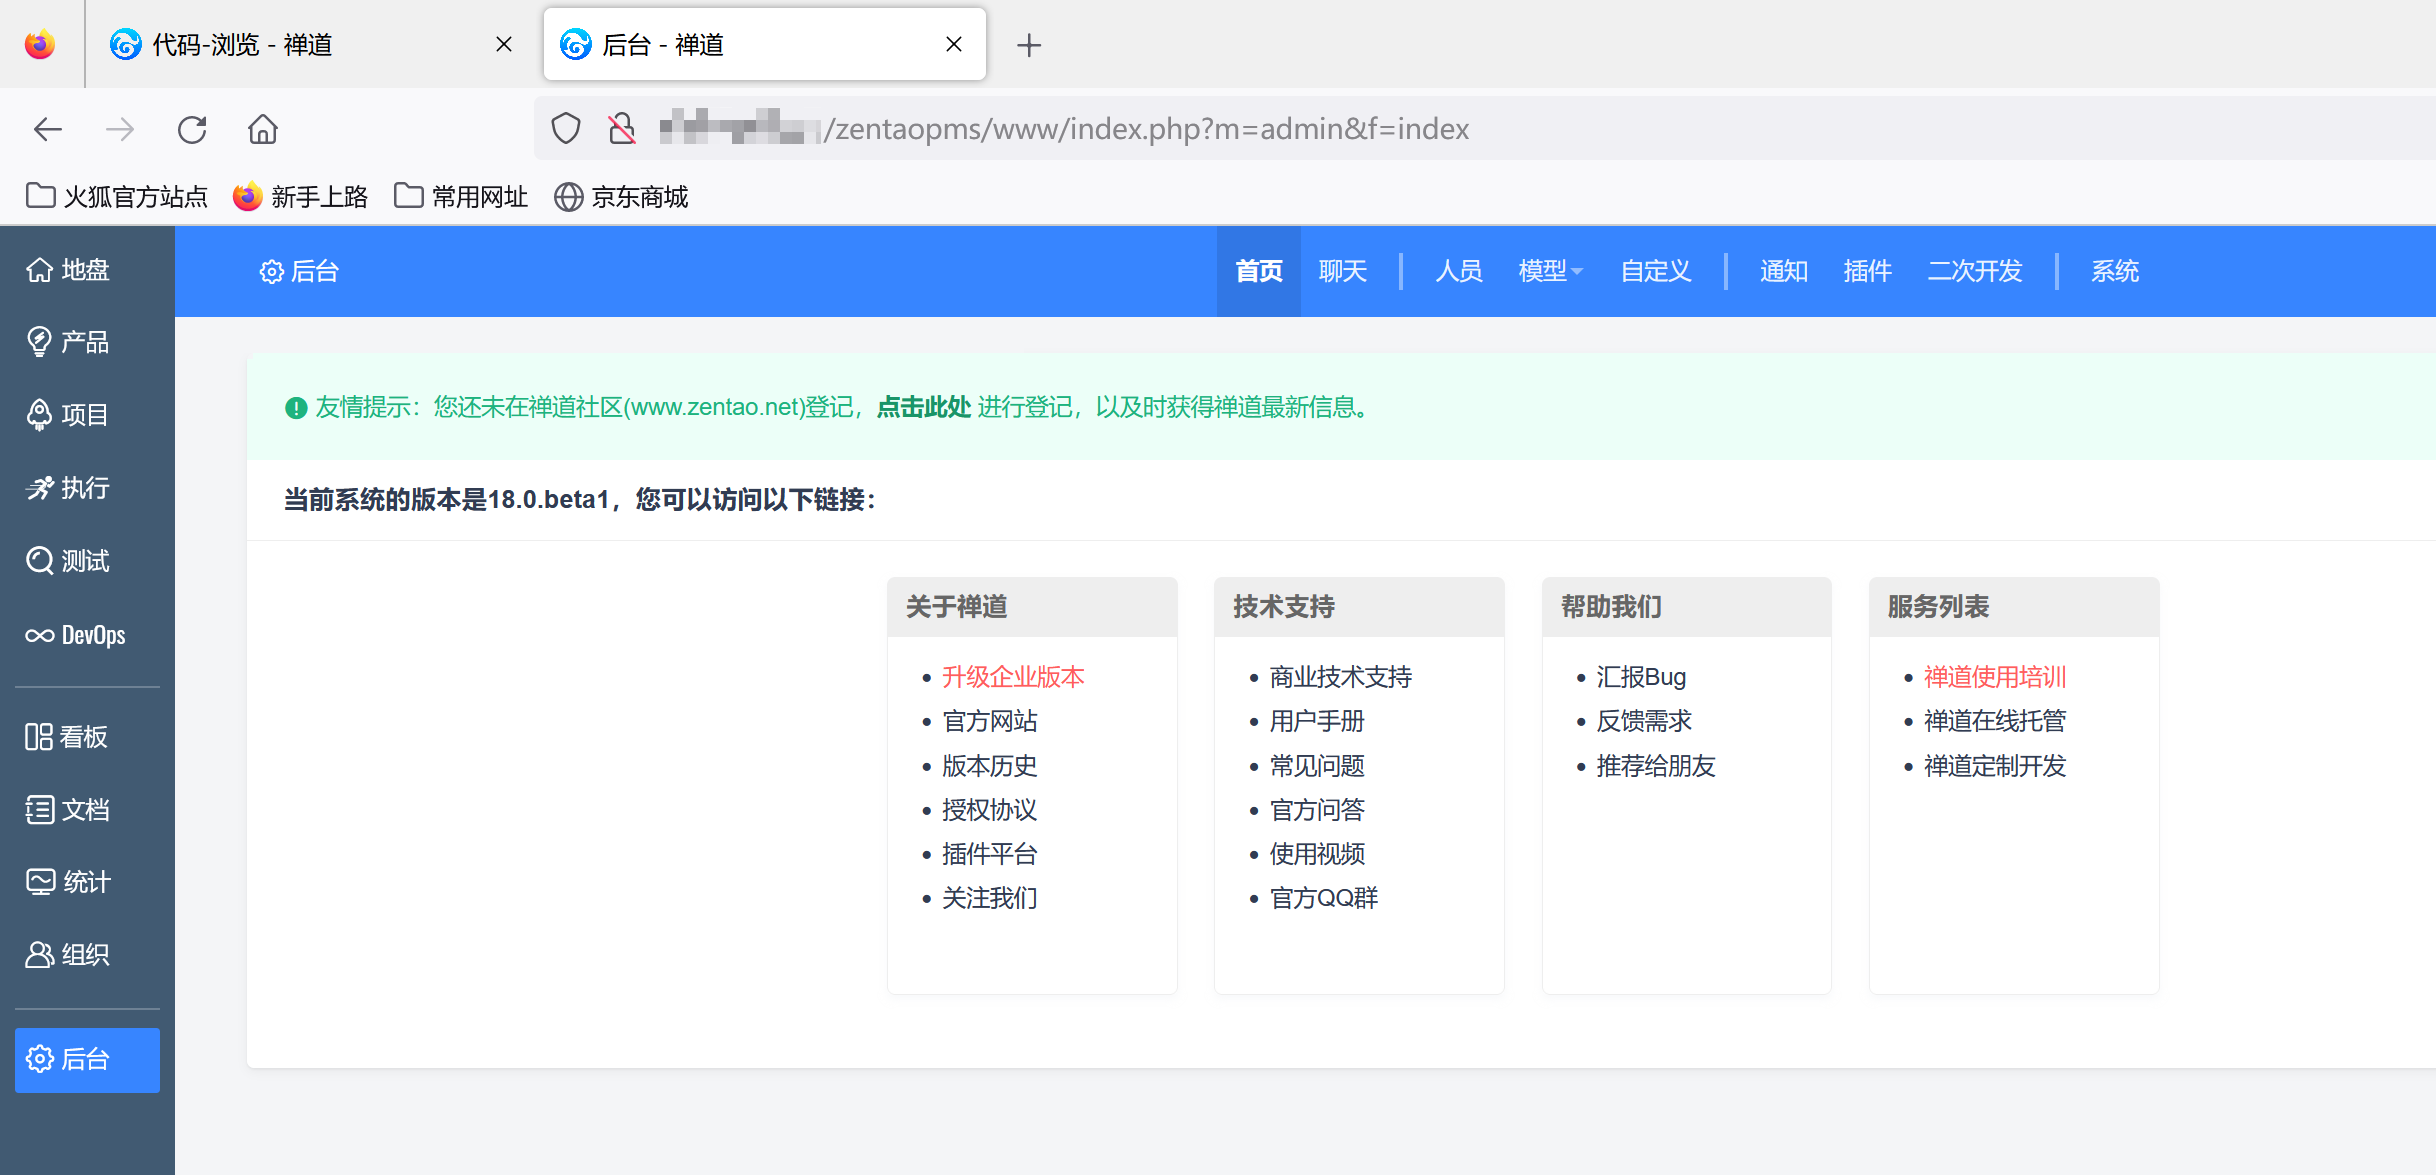 代码-浏览 - 禅道
后台 - 禅道
/zentaopms/www/index.php?m=admin&f=index
火狐官方站点
新手上路
常用网址
京东商城
地盘
产品
项目
执行
测试
DevOps
看板
文档
统计
组织
后台
后台
首页
聊天
人员
模型
自定义
通知
插件
二次开发
系统
友情提示：您还未在禅道社区(www.zentao.net)登记，点击此处 进行登记，以及时获得禅道最新信息。
当前系统的版本是18.0.beta1，您可以访问以下链接：
关于禅道
升级企业版本
官方网站
版本历史
授权协议
插件平台
关注我们
技术支持
商业技术支持
用户手册
常见问题
官方问答
使用视频
官方QQ群
帮助我们
汇报Bug
反馈需求
推荐给朋友
服务列表
禅道使用培训
禅道在线托管
禅道定制开发